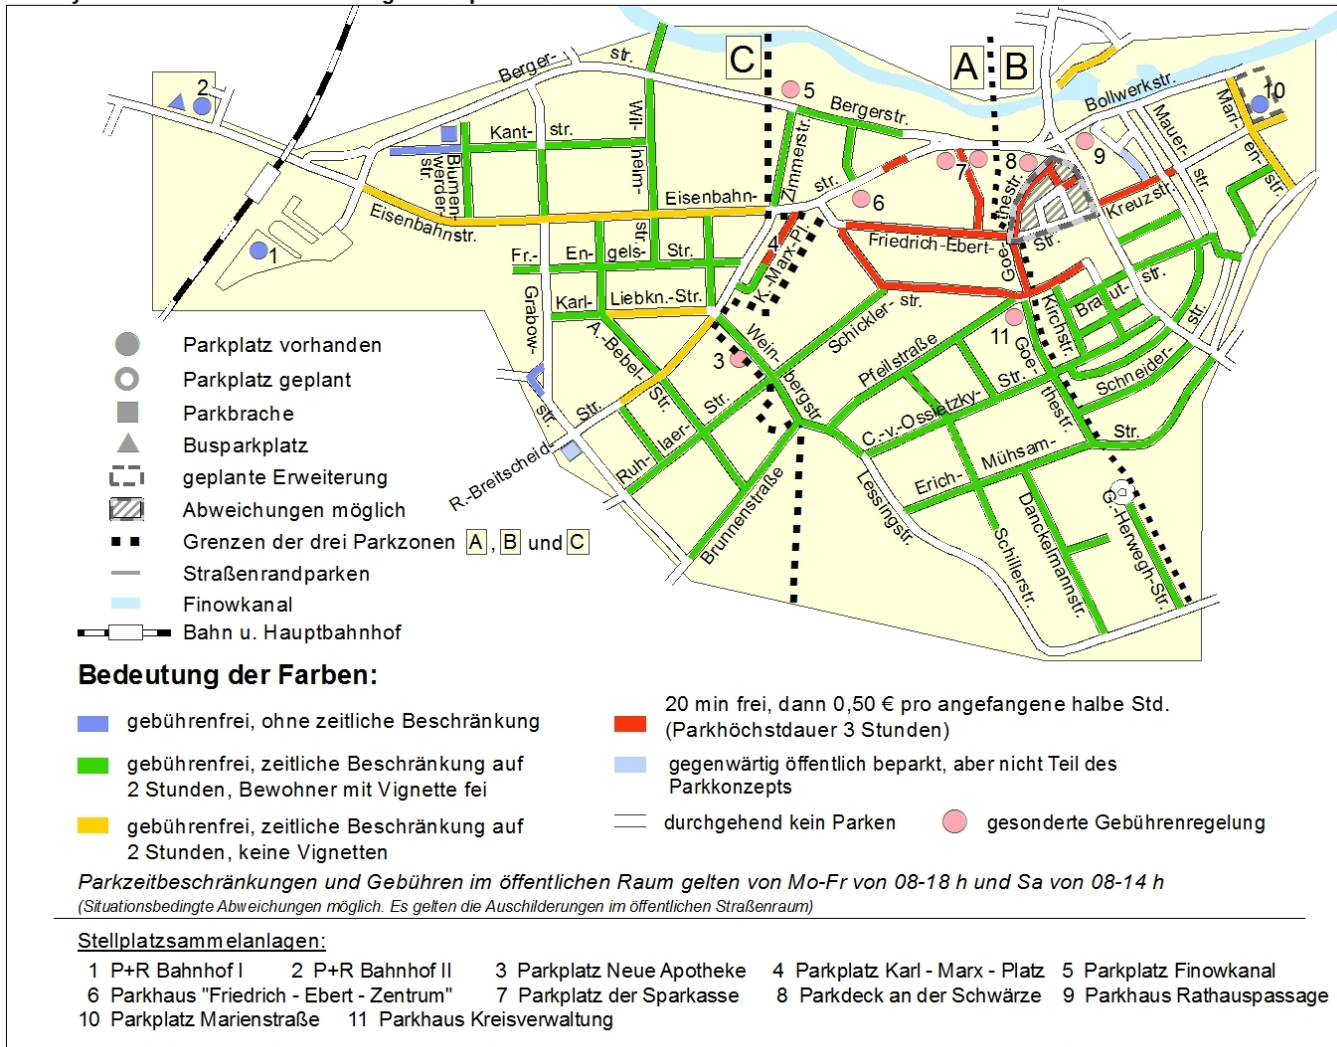 C
A
B
2
1
5
6
7
8
9
10
11
3
4
Berger-
str.
Bergerstr.
Bollwerkstr.
Mauer-
str.
Mari-
en-
str.
Kant-
str.
Wil-
helm-
str.
Blumen-
werder-
str.
Zimmerstr.
Eisenbahn-
str.
Eisenbahnstr.
Kreuzstr.
Goe-
thestr.
Friedrich-Ebert-
Str.
K.-Marx-Pl.
Fr.-
En-
gels-
Str.
Karl-
Liebkn.-Str.
Grabow-
str.
A.-Bebel-
Str.
Wein-
bergstr.
Schickler-
str.
Pfeilstraße
Kirchstr.
Braut-
str.
Goe-
thestr.
Schneider-
str.
C.-v.-Ossietzky-
Str.
Ruh-
laer-
Str.
R.-Breitscheid-
Str.
Brunnenstraße
Lessingstr.
Erich-
Mühsam-
Str.
Schillerstr.
Danckelmannstr.
G.-Herwegh-Str.
Parkplatz vorhanden
Parkplatz geplant
Parkbrache
Busparkplatz
geplante Erweiterung
Abweichungen möglich
Grenzen der drei Parkzonen A , B und C
Straßenrandparken
Finowkanal
Bahn u. Hauptbahnhof
Bedeutung der Farben:
gebührenfrei, ohne zeitliche Beschränkung
gebührenfrei, zeitliche Beschränkung auf
2 Stunden, Bewohner mit Vignette fei
gebührenfrei, zeitliche Beschränkung auf
2 Stunden, keine Vignetten
20 min frei, dann 0,50 € pro angefangene halbe Std.
(Parkhöchstdauer 3 Stunden)
gegenwärtig öffentlich beparkt, aber nicht Teil des
Parkkonzepts
durchgehend kein Parken
gesonderte Gebührenregelung
Parkzeitbeschränkungen und Gebühren im öffentlichen Raum gelten von Mo-Fr von 08-18 h und Sa von 08-14 h
(Situationsbedingte Abweichungen möglich. Es gelten die Auschilderungen im öffentlichen Straßenraum)
Stellplatzsammelanlagen:
1 P+R Bahnhof I 2 P+R Bahnhof II 3 Parkplatz Neue Apotheke 4 Parkplatz Karl - Marx - Platz 5 Parkplatz Finowkanal
6 Parkhaus "Friedrich - Ebert - Zentrum" 7 Parkplatz der Sparkasse 8 Parkdeck an der Schwärze 9 Parkhaus Rathauspassage
10 Parkplatz Marienstraße 11 Parkhaus Kreisverwaltung